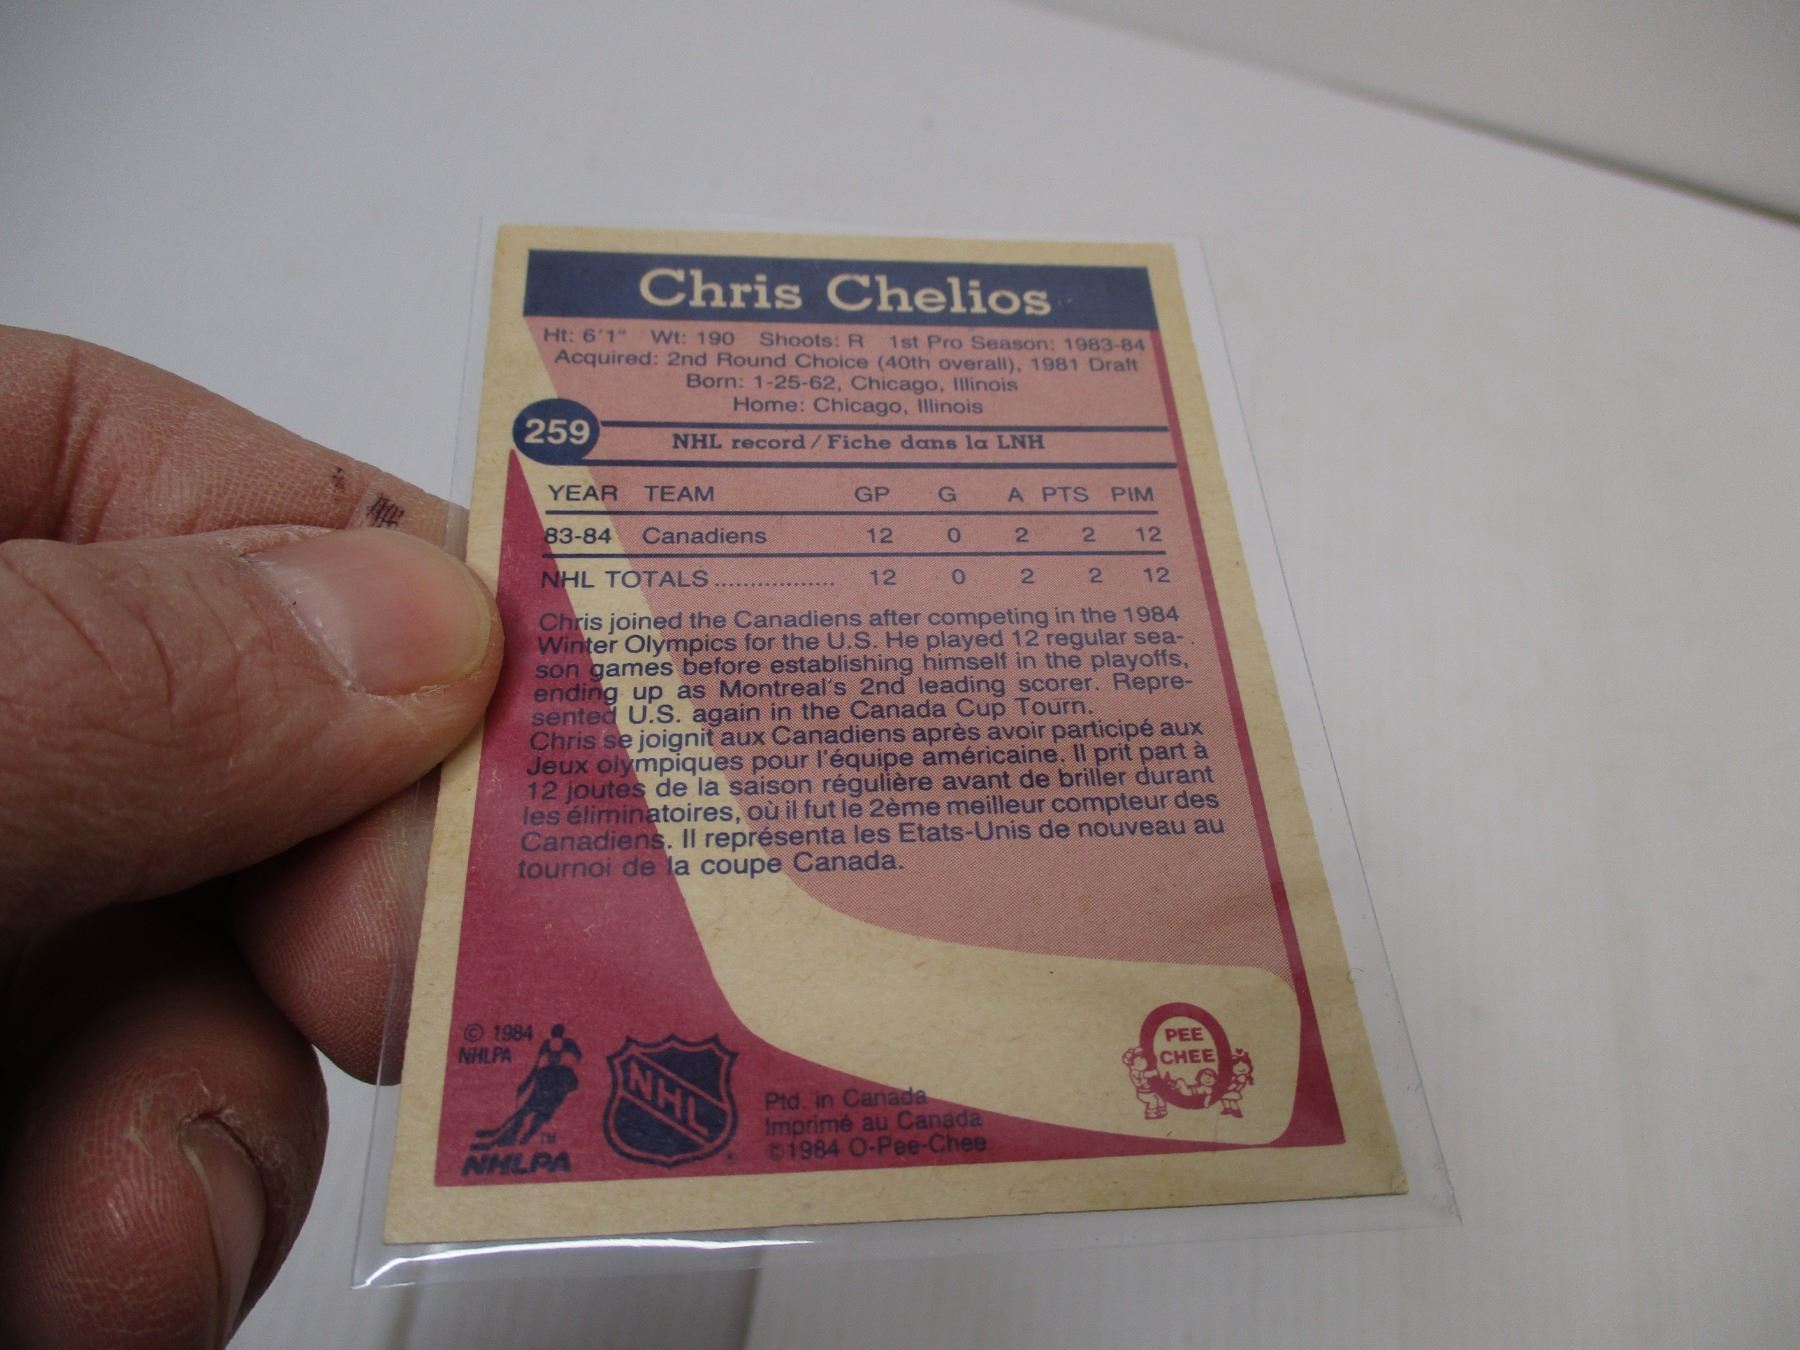 Chris Chelios
Ht: 6'1" Wt: 190 Shoots: R 1st Pro Season: 1983-84
Acquired: 2nd Round Choice (40th overall), 1981 Draft
Born: 1-25-62, Chicago, Illinois
Home: Chicago, Illinois
259
NHL record / Fiche dans la LNH
YEAR TEAM GP G A PTS PIM
83-84 Canadiens 12 0 2 2 12
NHL TOTALS................. 12 0 2 2 12
Chris joined the Canadiens after competing in the 1984
Winter Olympics for the U.S. He played 12 regular sea-
son games before establishing himself in the playoffs,
ending up as Montreal's 2nd leading scorer. Repre-
sented U.S. again in the Canada Cup Tourn.
Chris se joignit aux Canadiens après avoir participé aux
Jeux olympiques pour l'équipe américaine. Il prit part à
12 joutes de la saison régulière avant de briller durant
les éliminatoires, où il fut le 2ème meilleur compteur des
Canadiens. Il représenta les Etats-Unis de nouveau au
tournoi de la coupe Canada.
© 1984
NHLPA
TM
NHLPA
NHL
Ptd. in Canada
Imprimé au Canada
©1984 O-Pee-Chee
PEE
CHEE